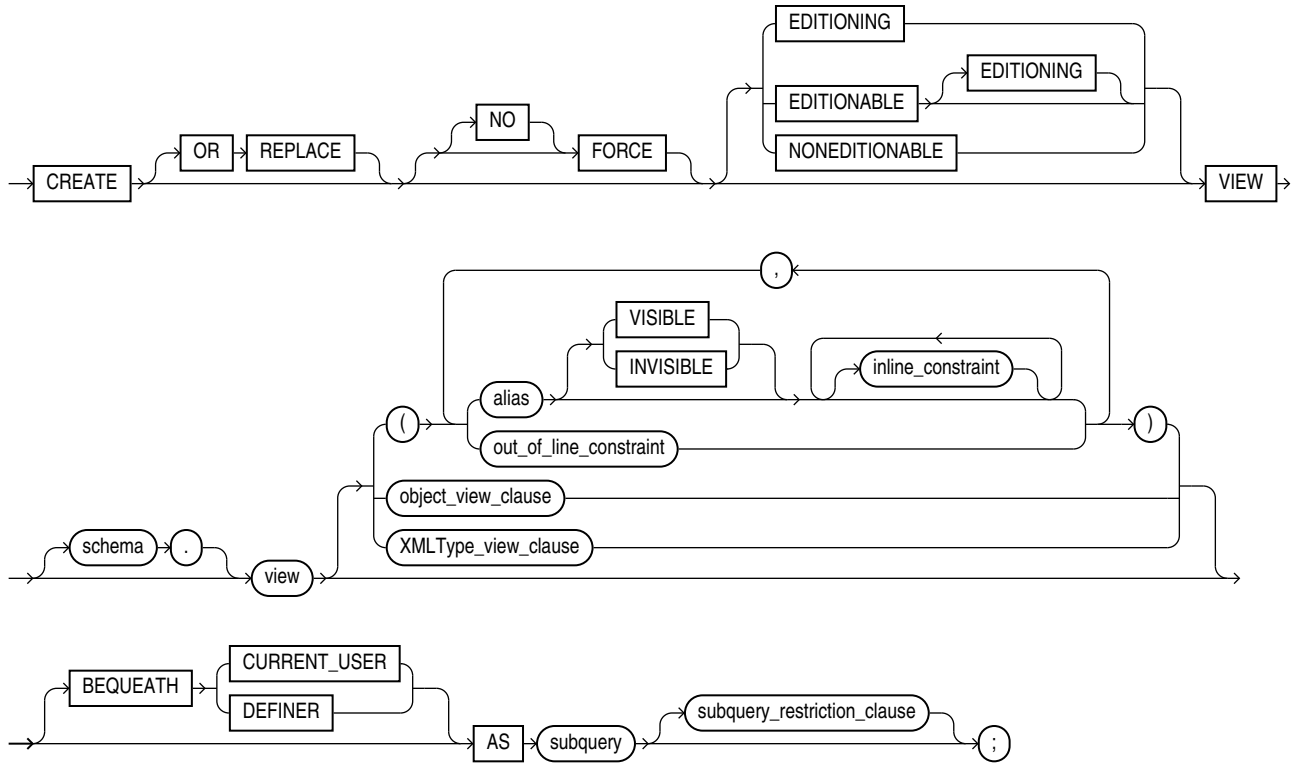 EDITIONING
EDITIONING
EDITIONABLE
NO
OR REPLACE FORCE NONEDITIONABLE
CREATE VIEW
,
VISIBLE
INVISIBLE inline_constraint
alias
( )
out_of_line_constraint
object_view_clause
schema . XMLType_view_clause
view
CURRENT_USER
BEQUEATH
DEFINER subquery_restriction_clause
AS subquery ;